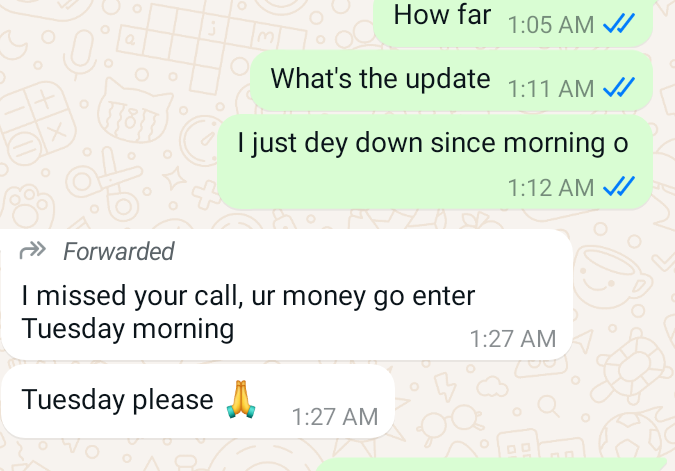 How far 1:05 AM
What's the update 1:11 AM
I just dey down since morning o
1:12 AM
Forwarded
I missed your call, ur money go enter
Tuesday morning 1:27 AM
Tuesday please 🙏 1:27 AM